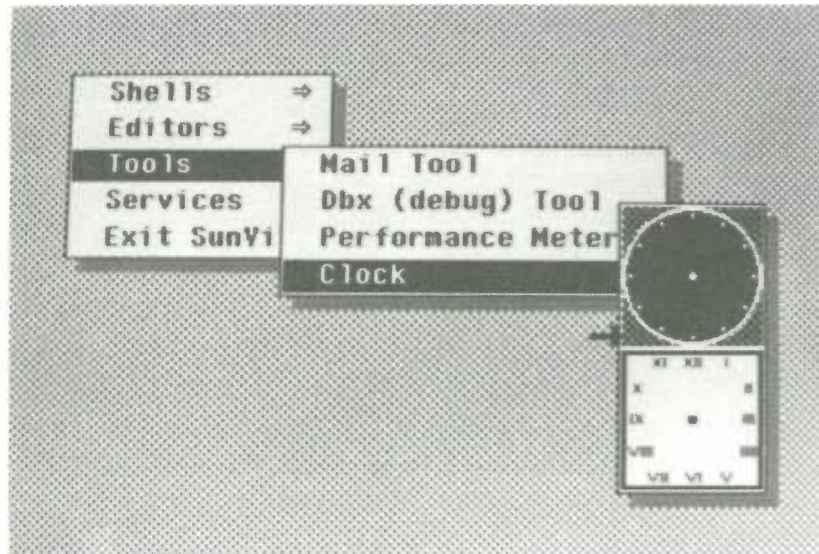 Shells ⇒
Editors ⇒
Tools
Services
Exit SunVi
Mail Tool
Dbx (debug) Tool
Performance Meter
Clock
XI XII I
X II
IX III
VIII IIII
VII VI V